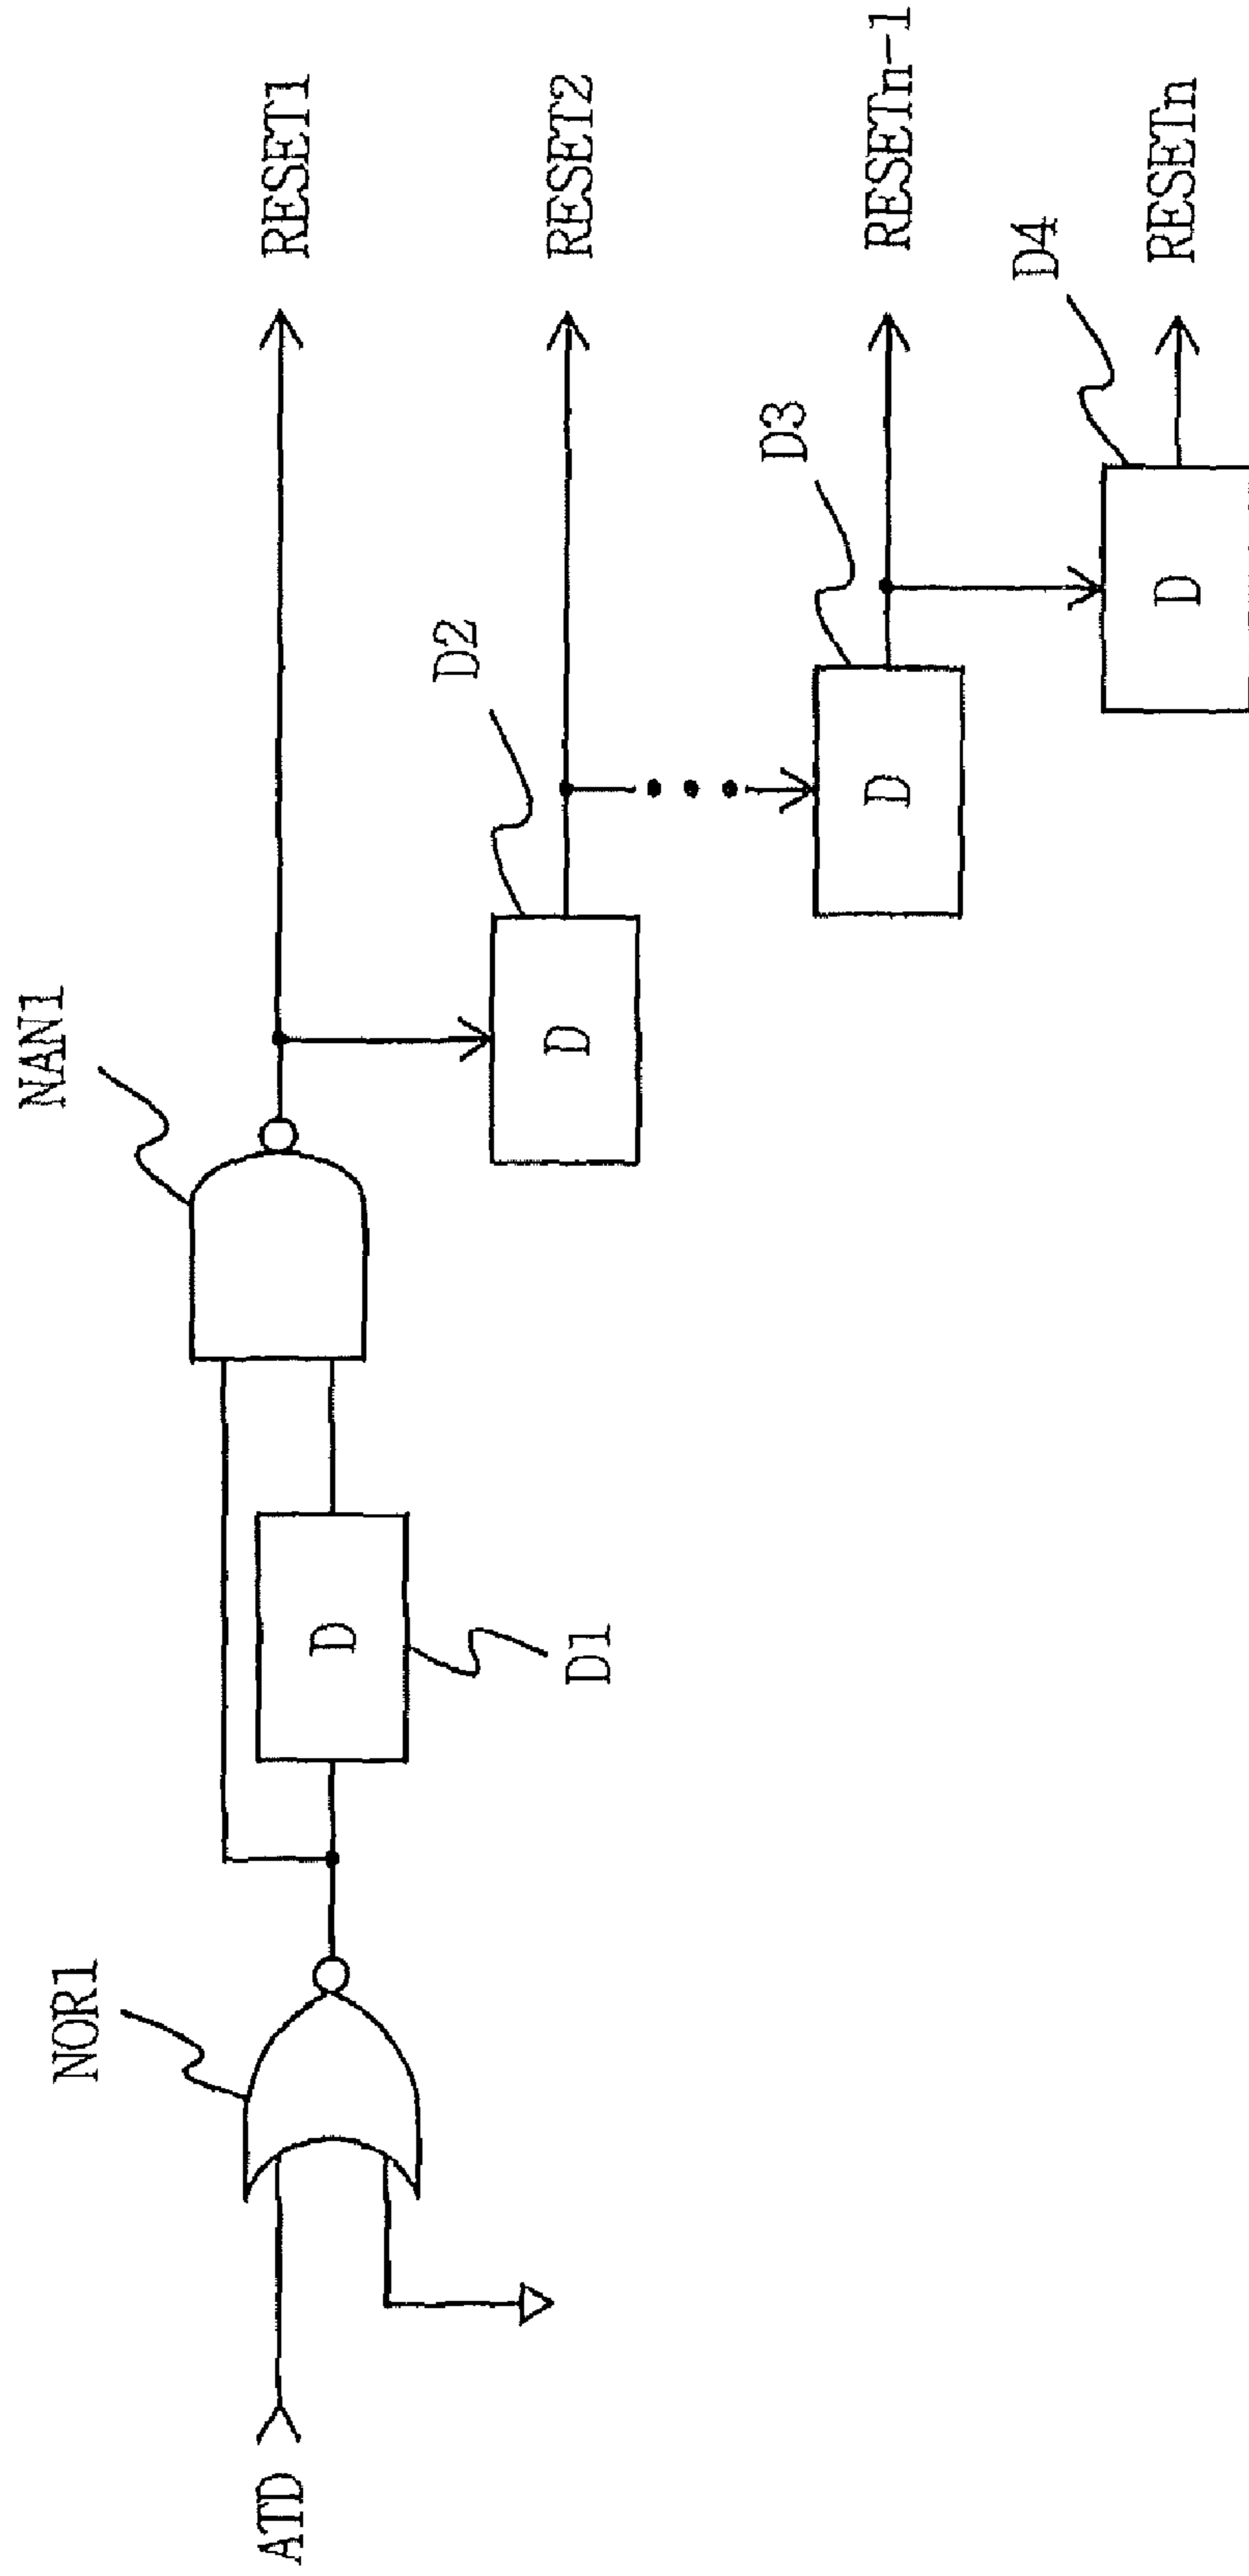 ATD
NOR1
D
D1
NAN1
RESET1
D
D2
RESET2
D
D3
RESETn-1
D
D4
RESETn